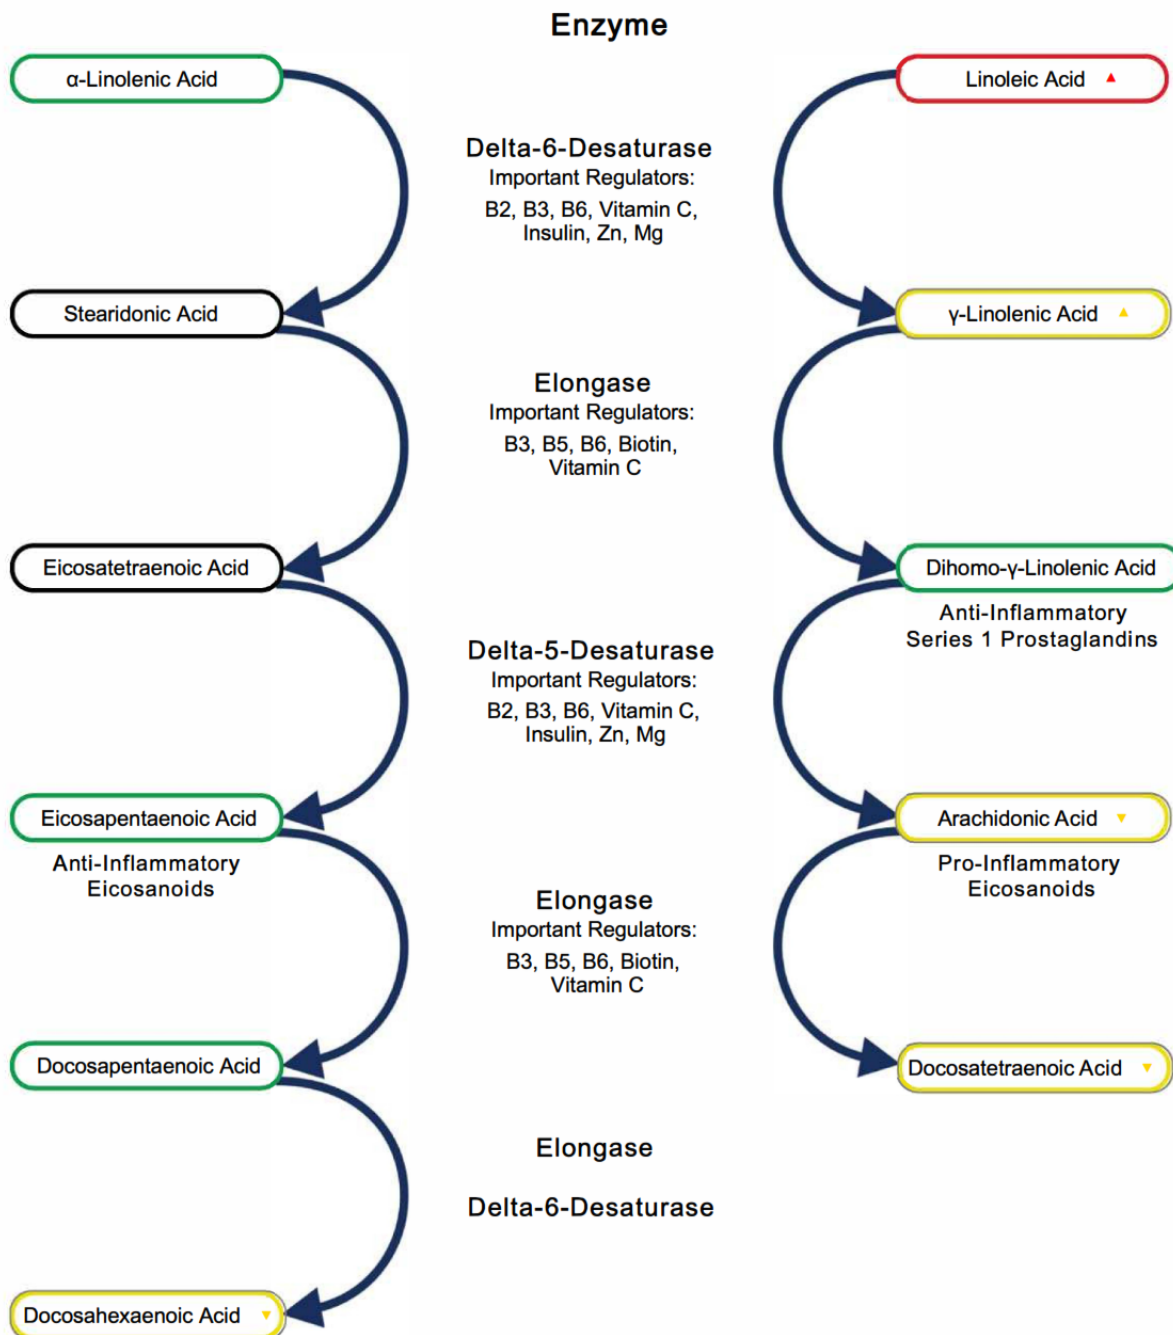 Enzyme
α-Linolenic Acid
Linoleic Acid ▲
Delta-6-Desaturase
Important Regulators:
B2, B3, B6, Vitamin C,
Insulin, Zn, Mg
Stearidonic Acid
γ-Linolenic Acid ▲
Elongase
Important Regulators:
B3, B5, B6, Biotin,
Vitamin C
Eicosatetraenoic Acid
Dihomo-γ-Linolenic Acid
Anti-Inflammatory
Series 1 Prostaglandins
Delta-5-Desaturase
Important Regulators:
B2, B3, B6, Vitamin C,
Insulin, Zn, Mg
Eicosapentaenoic Acid
Anti-Inflammatory
Eicosanoids
Arachidonic Acid ▼
Pro-Inflammatory
Eicosanoids
Elongase
Important Regulators:
B3, B5, B6, Biotin,
Vitamin C
Docosapentaenoic Acid
Docosatetraenoic Acid ▼
Elongase
Delta-6-Desaturase
Docosahexaenoic Acid ▼